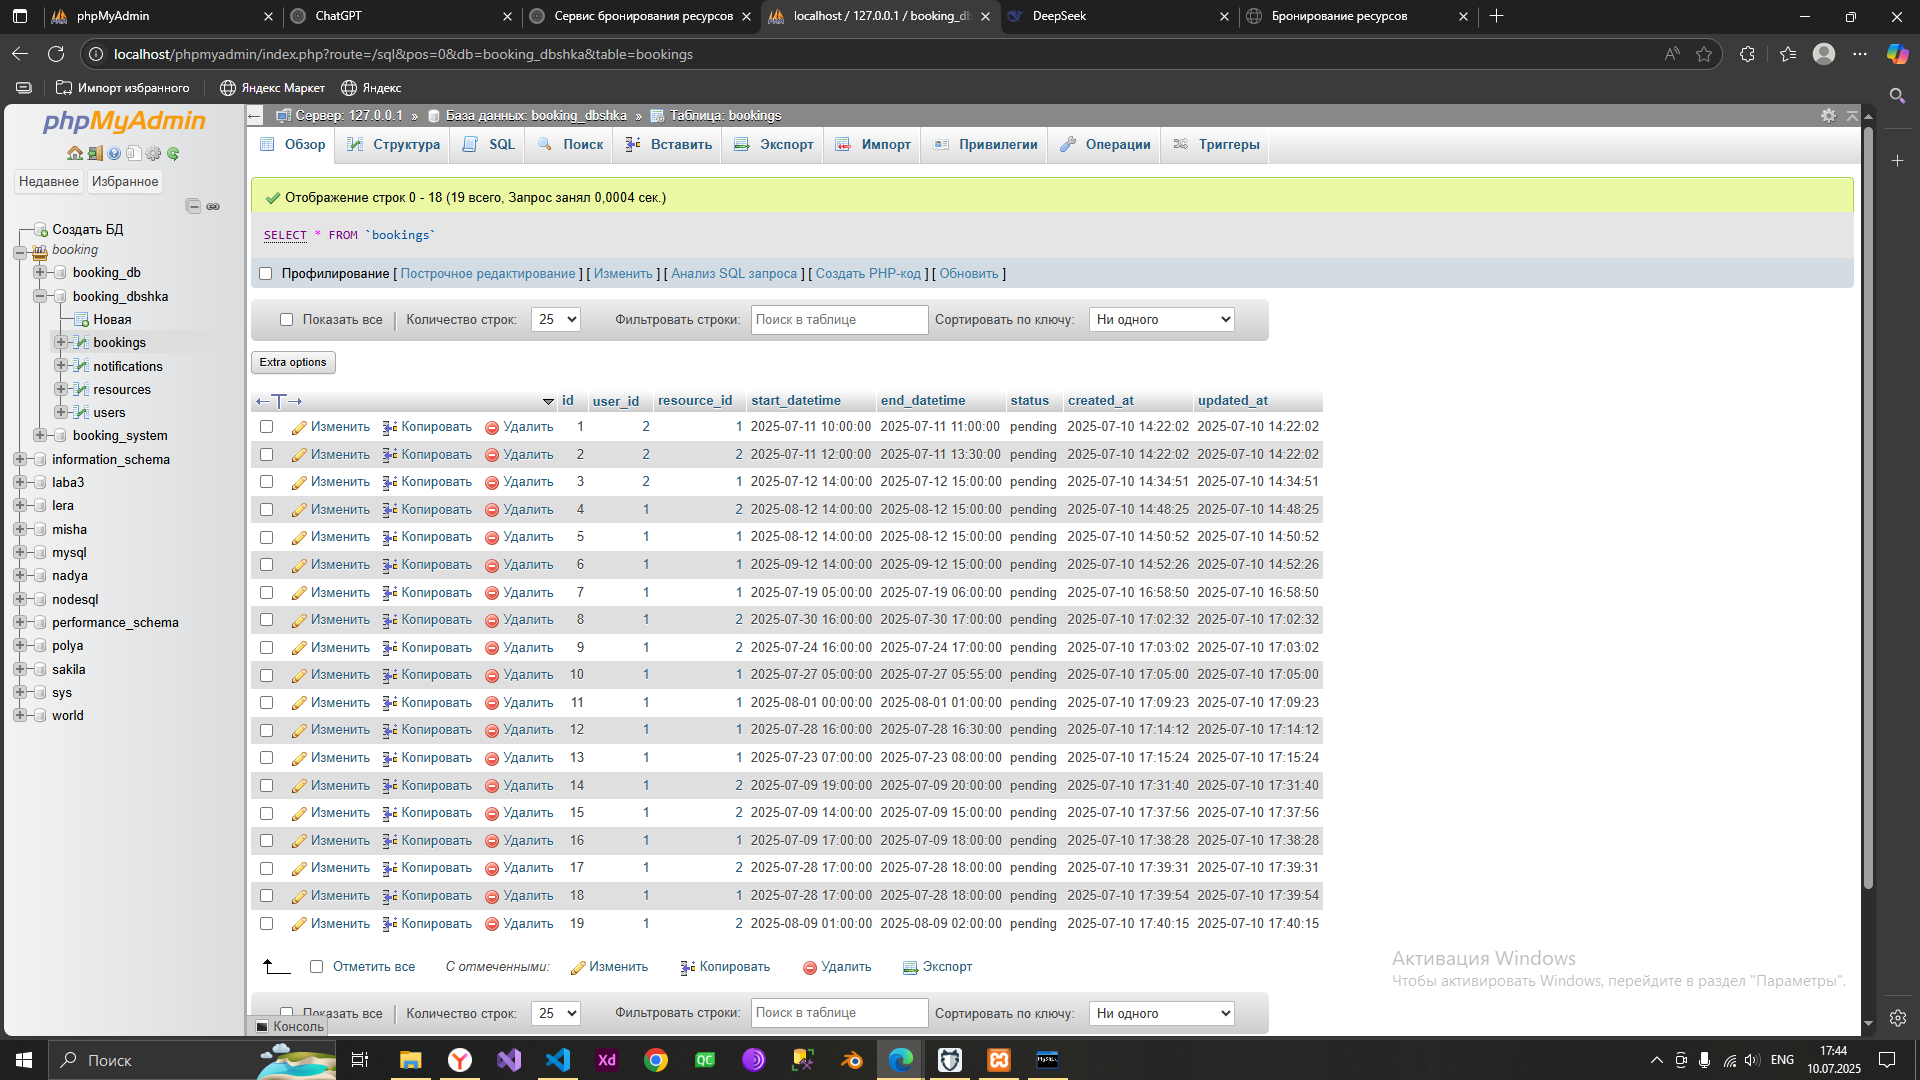 phpMyAdmin
ChatGPT
Сервис бронирования ресурсов
localhost / 127.0.0.1 / booking_db
DeepSeek
Бронирование ресурсов
localhost/phpmyadmin/index.php?route=/sql&pos=0&db=booking_dbshka&table=bookings
Импорт избранного
Яндекс Маркет
Яндекс
phpMyAdmin
Недавнее Избранное
Создать БД
booking
booking_db
booking_dbshka
Новая
bookings
notifications
resources
users
booking_system
information_schema
laba3
lera
misha
mysql
nadya
nodesql
performance_schema
polya
sakila
sys
world
Сервер: 127.0.0.1 » База данных: booking_dbshka » Таблица: bookings
Обзор Структура SQL Поиск Вставить Экспорт Импорт Привилегии Операции Триггеры
Отображение строк 0 - 18 (19 всего, Запрос занял 0,0004 сек.)
SELECT * FROM `bookings`
Профилирование [ Построчное редактирование ] [ Изменить ] [ Анализ SQL запроса ] [ Создать PHP-код ] [ Обновить ]
Показать все | Количество строк: 25 Фильтровать строки: Поиск в таблице Сортировать по ключу: Ни одного
Extra options
←T→ id user_id resource_id start_datetime end_datetime status created_at updated_at
Изменить Копировать Удалить 1 2 1 2025-07-11 10:00:00 2025-07-11 11:00:00 pending 2025-07-10 14:22:02 2025-07-10 14:22:02
Изменить Копировать Удалить 2 2 2 2025-07-11 12:00:00 2025-07-11 13:30:00 pending 2025-07-10 14:22:02 2025-07-10 14:22:02
Изменить Копировать Удалить 3 2 1 2025-07-12 14:00:00 2025-07-12 15:00:00 pending 2025-07-10 14:34:51 2025-07-10 14:34:51
Изменить Копировать Удалить 4 1 2 2025-08-12 14:00:00 2025-08-12 15:00:00 pending 2025-07-10 14:48:25 2025-07-10 14:48:25
Изменить Копировать Удалить 5 1 1 2025-08-12 14:00:00 2025-08-12 15:00:00 pending 2025-07-10 14:50:52 2025-07-10 14:50:52
Изменить Копировать Удалить 6 1 1 2025-09-12 14:00:00 2025-09-12 15:00:00 pending 2025-07-10 14:52:26 2025-07-10 14:52:26
Изменить Копировать Удалить 7 1 1 2025-07-19 05:00:00 2025-07-19 06:00:00 pending 2025-07-10 16:58:50 2025-07-10 16:58:50
Изменить Копировать Удалить 8 1 2 2025-07-30 16:00:00 2025-07-30 17:00:00 pending 2025-07-10 17:02:32 2025-07-10 17:02:32
Изменить Копировать Удалить 9 1 2 2025-07-24 16:00:00 2025-07-24 17:00:00 pending 2025-07-10 17:03:02 2025-07-10 17:03:02
Изменить Копировать Удалить 10 1 1 2025-07-27 05:00:00 2025-07-27 05:55:00 pending 2025-07-10 17:05:00 2025-07-10 17:05:00
Изменить Копировать Удалить 11 1 1 2025-08-01 00:00:00 2025-08-01 01:00:00 pending 2025-07-10 17:09:23 2025-07-10 17:09:23
Изменить Копировать Удалить 12 1 1 2025-07-28 16:00:00 2025-07-28 16:30:00 pending 2025-07-10 17:14:12 2025-07-10 17:14:12
Изменить Копировать Удалить 13 1 1 2025-07-23 07:00:00 2025-07-23 08:00:00 pending 2025-07-10 17:15:24 2025-07-10 17:15:24
Изменить Копировать Удалить 14 1 2 2025-07-09 19:00:00 2025-07-09 20:00:00 pending 2025-07-10 17:31:40 2025-07-10 17:31:40
Изменить Копировать Удалить 15 1 2 2025-07-09 14:00:00 2025-07-09 15:00:00 pending 2025-07-10 17:37:56 2025-07-10 17:37:56
Изменить Копировать Удалить 16 1 1 2025-07-09 17:00:00 2025-07-09 18:00:00 pending 2025-07-10 17:38:28 2025-07-10 17:38:28
Изменить Копировать Удалить 17 1 2 2025-07-28 17:00:00 2025-07-28 18:00:00 pending 2025-07-10 17:39:31 2025-07-10 17:39:31
Изменить Копировать Удалить 18 1 1 2025-07-28 17:00:00 2025-07-28 18:00:00 pending 2025-07-10 17:39:54 2025-07-10 17:39:54
Изменить Копировать Удалить 19 1 2 2025-08-09 01:00:00 2025-08-09 02:00:00 pending 2025-07-10 17:40:15 2025-07-10 17:40:15
Отметить все С отмеченными: Изменить Копировать Удалить Экспорт
Показать все | Количество строк: 25 Фильтровать строки: Поиск в таблице Сортировать по ключу: Ни одного
Консоль
Активация Windows
Чтобы активировать Windows, перейдите в раздел "Параметры".
Поиск
Xd
QC
MySQL
ENG
17:44
10.07.2025